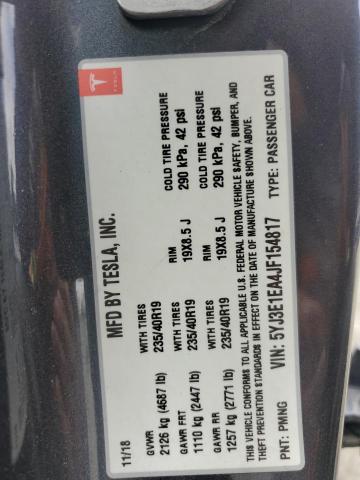 TESLA
MFD BY TESLA, INC.
11/18
GVWR WITH TIRES RIM COLD TIRE PRESSURE
2126 kg (4687 lb) 235/40R19 19X8.5 J 290 kPa, 42 psi
GAWR FRT WITH TIRES
1110 kg (2447 lb) 235/40R19
GAWR RR WITH TIRES RIM COLD TIRE PRESSURE
1257 kg (2771 lb) 235/40R19 19X8.5 J 290 kPa, 42 psi
THIS VEHICLE CONFORMS TO ALL APPLICABLE U.S. FEDERAL MOTOR VEHICLE SAFETY, BUMPER, AND
THEFT PREVENTION STANDARDS IN EFFECT ON THE DATE OF MANUFACTURE SHOWN ABOVE.
PNT: PMNG VIN: 5YJ3E1EA4JF154817 TYPE: PASSENGER CAR